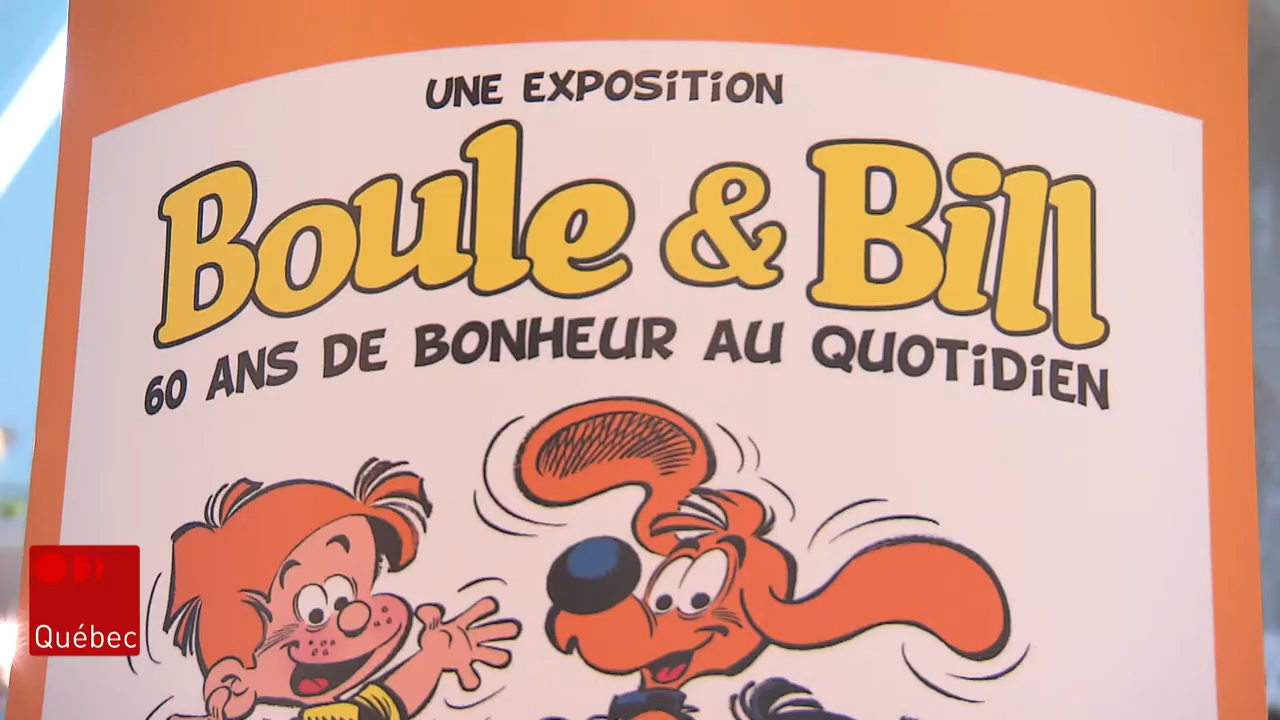 UNE EXPOSITION
Boule & Bill
60 ANS DE BONHEUR AU QUOTIDIEN
Québec